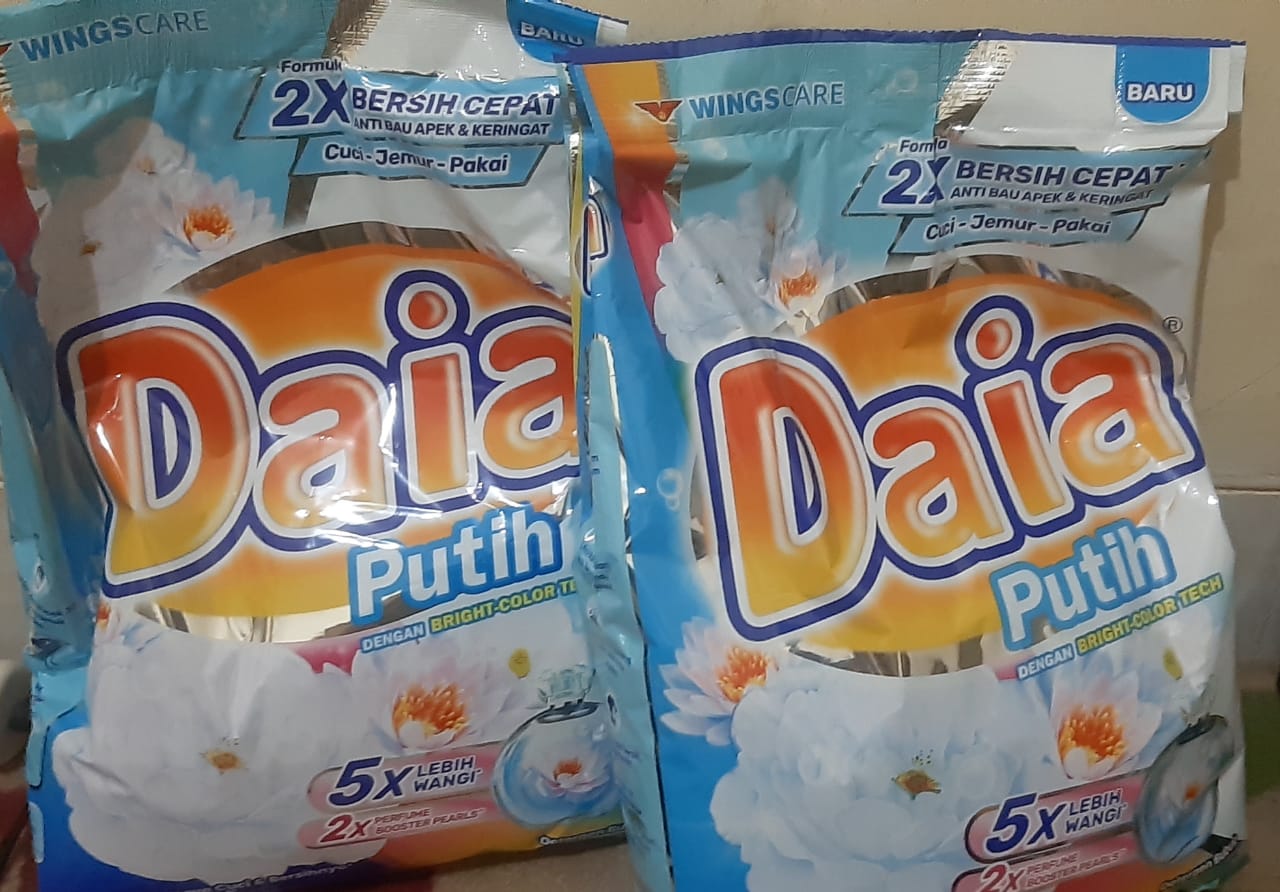 WINGSCARE
BARU
Formula
2X BERSIH CEPAT
ANTI BAU APEK & KERINGAT
Cuci - Jemur - Pakai
Daia
Putih
DENGAN BRIGHT-COLOR TE
5X LEBIH WANGI
2X PERFUME BOOSTER PEARLS
WINGSCARE
BARU
Formula
2X BERSIH CEPAT
ANTI BAU APEK & KERINGAT
Cuci - Jemur - Pakai
Daia ®
Putih
DENGAN BRIGHT-COLOR TECH
5X LEBIH WANGI
2X PERFUME BOOSTER PEARLS